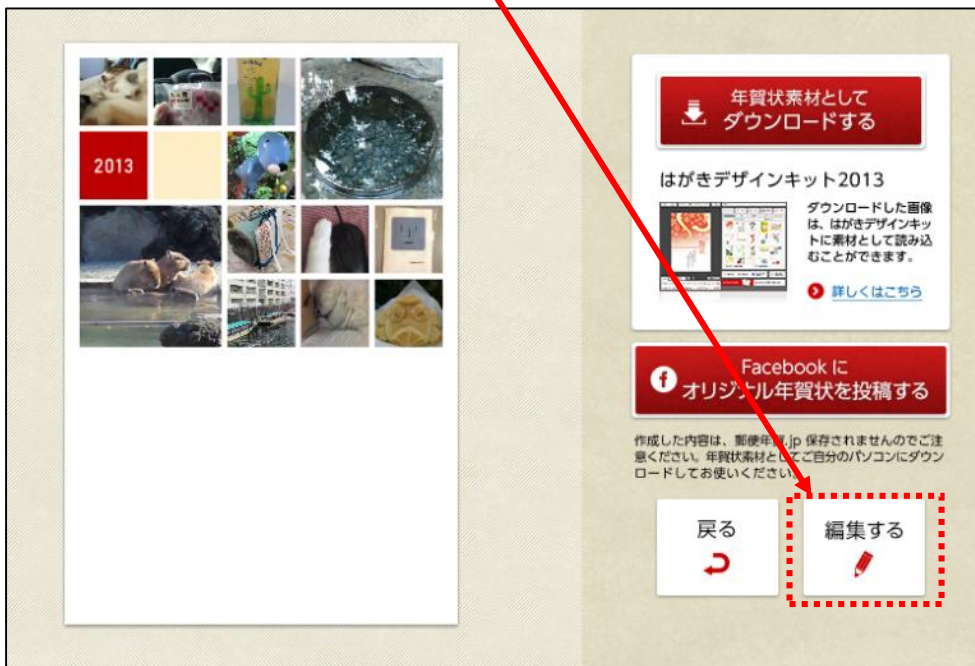 2013
年賀状素材として
ダウンロードする
はがきデザインキット2013
ダウンロードした画像
は、はがきデザインキッ
トに素材として読み込
むことができます。
詳しくはこちら
Facebook に
オリジナル年賀状を投稿する
作成した内容は、郵便年賀.jp 保存されませんのでご注
意ください。年賀状素材としてご自分のパソコンにダウン
ロードしてお使いください。
戻る
編集する